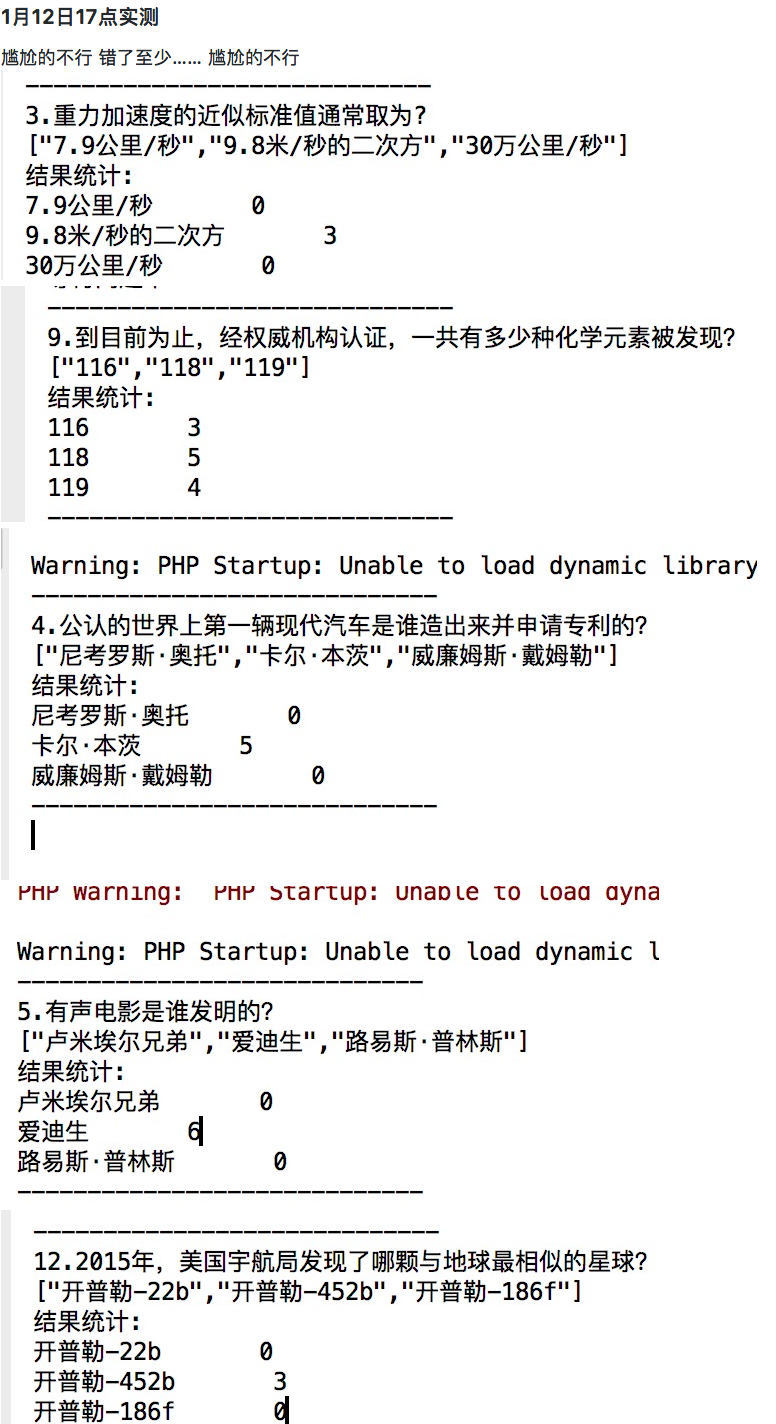 1月12日17点实测
尴尬的不行 错了至少…… 尴尬的不行
-----------------------------
3.重力加速度的近似标准值通常取为?
["7.9公里/秒","9.8米/秒的二次方","30万公里/秒"]
结果统计:
7.9公里/秒 0
9.8米/秒的二次方 3
30万公里/秒 0
-----------------------------
9.到目前为止，经权威机构认证，一共有多少种化学元素被发现?
["116","118","119"]
结果统计:
116 3
118 5
119 4
-----------------------------
Warning: PHP Startup: Unable to load dynamic library
-----------------------------
4.公认的世界上第一辆现代汽车是谁造出来并申请专利的?
["尼考罗斯·奥托","卡尔·本茨","威廉姆斯·戴姆勒"]
结果统计:
尼考罗斯·奥托 0
卡尔·本茨 5
威廉姆斯·戴姆勒 0
-----------------------------
PHP Warning: PHP Startup: Unable to load dyna
Warning: PHP Startup: Unable to load dynamic l
-----------------------------
5.有声电影是谁发明的?
["卢米埃尔兄弟","爱迪生","路易斯·普林斯"]
结果统计:
卢米埃尔兄弟 0
爱迪生 6
路易斯·普林斯 0
-----------------------------
-----------------------------
12.2015年，美国宇航局发现了哪颗与地球最相似的星球?
["开普勒-22b","开普勒-452b","开普勒-186f"]
结果统计:
开普勒-22b 0
开普勒-452b 3
开普勒-186f 0